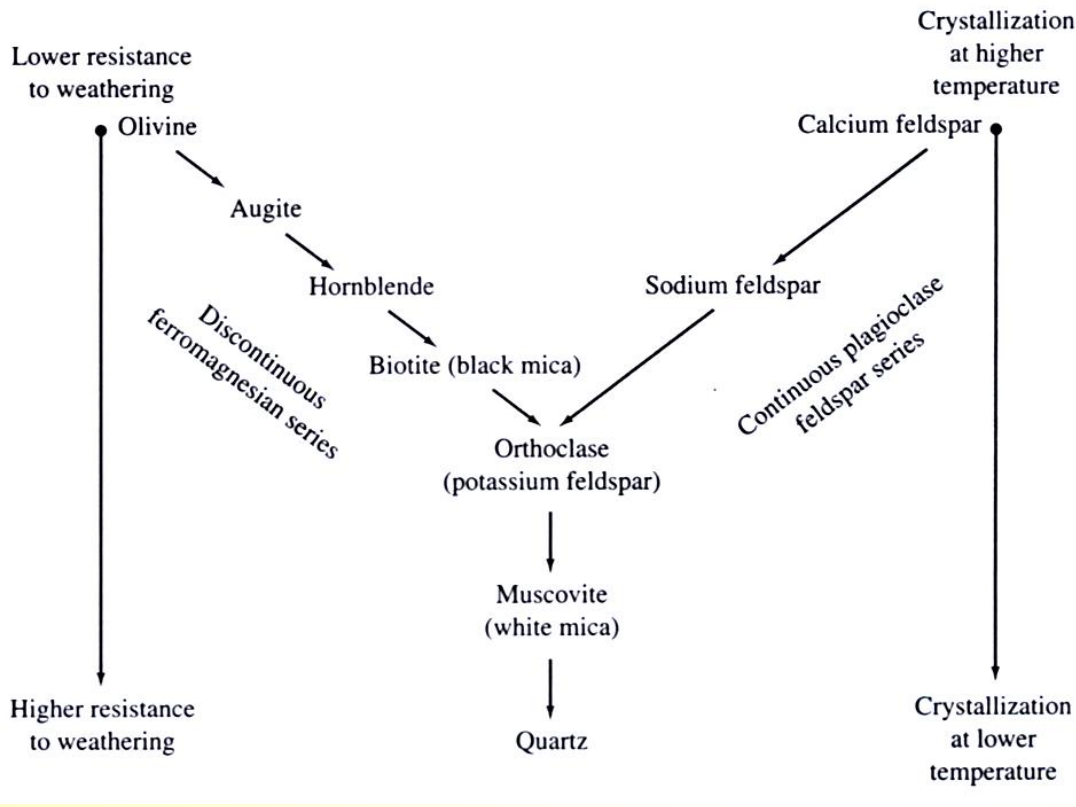 Crystallization
at higher
temperature
Lower resistance
to weathering
Olivine
Calcium feldspar
Augite
Hornblende
Sodium feldspar
Discontinuous
ferromagnesian series
Continuous plagioclase
feldspar series
Biotite (black mica)
Orthoclase
(potassium feldspar)
Muscovite
(white mica)
Higher resistance
to weathering
Quartz
Crystallization
at lower
temperature